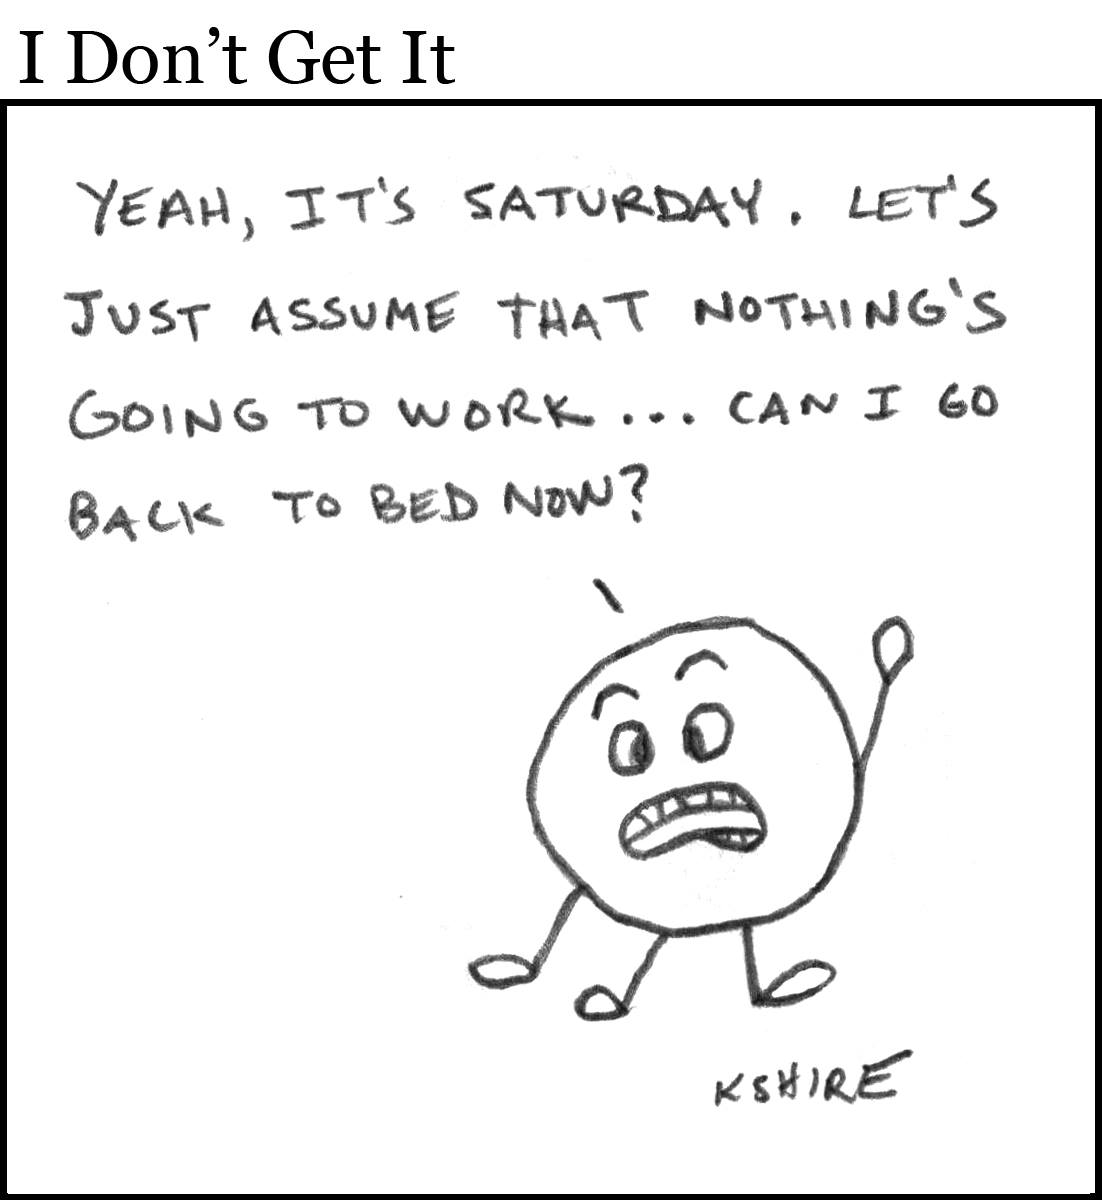 I Don’t Get It
YEAH, IT'S SATURDAY. LET'S
JUST ASSUME THAT NOTHING'S
GOING TO WORK... CAN I GO
BACK TO BED NOW?
KSHIRE